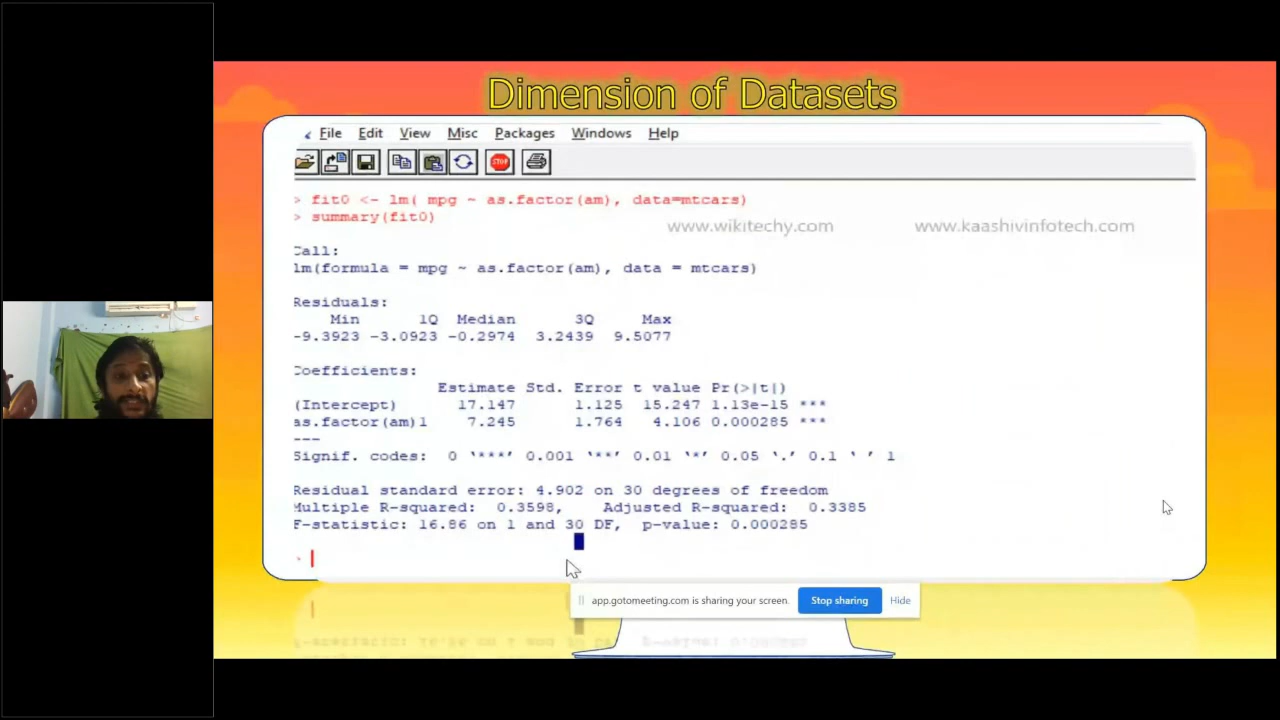 Dimension of Datasets
File Edit View Misc Packages Windows Help
STOP
> fit0 <- lm( mpg ~ as.factor(am), data=mtcars)
> summary(fit0)
www.wikitechy.com www.kaashivinfotech.com
Call:
lm(formula = mpg ~ as.factor(am), data = mtcars)
Residuals:
Min 1Q Median 3Q Max
-9.3923 -3.0923 -0.2974 3.2439 9.5077
Coefficients:
Estimate Std. Error t value Pr(>|t|)
(Intercept) 17.147 1.125 15.247 1.13e-15 ***
as.factor(am)1 7.245 1.764 4.106 0.000285 ***
---
Signif. codes: 0 '***' 0.001 '**' 0.01 '*' 0.05 '.' 0.1 ' ' 1
Residual standard error: 4.902 on 30 degrees of freedom
Multiple R-squared: 0.3598, Adjusted R-squared: 0.3385
F-statistic: 16.86 on 1 and 30 DF, p-value: 0.000285
>
app.gotomeeting.com is sharing your screen. Stop sharing Hide